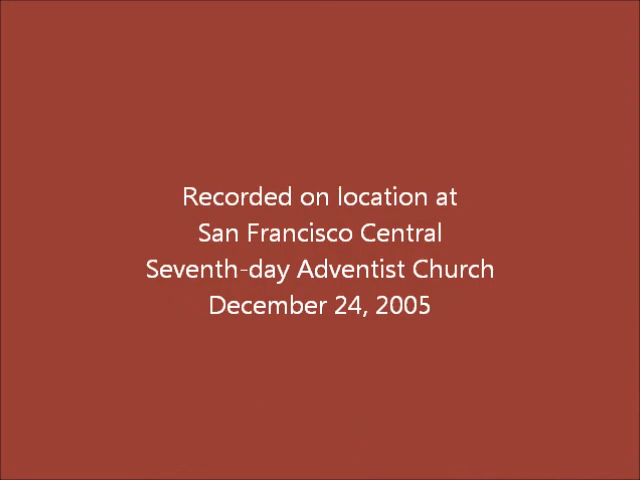 Recorded on location at
San Francisco Central
Seventh-day Adventist Church
December 24, 2005